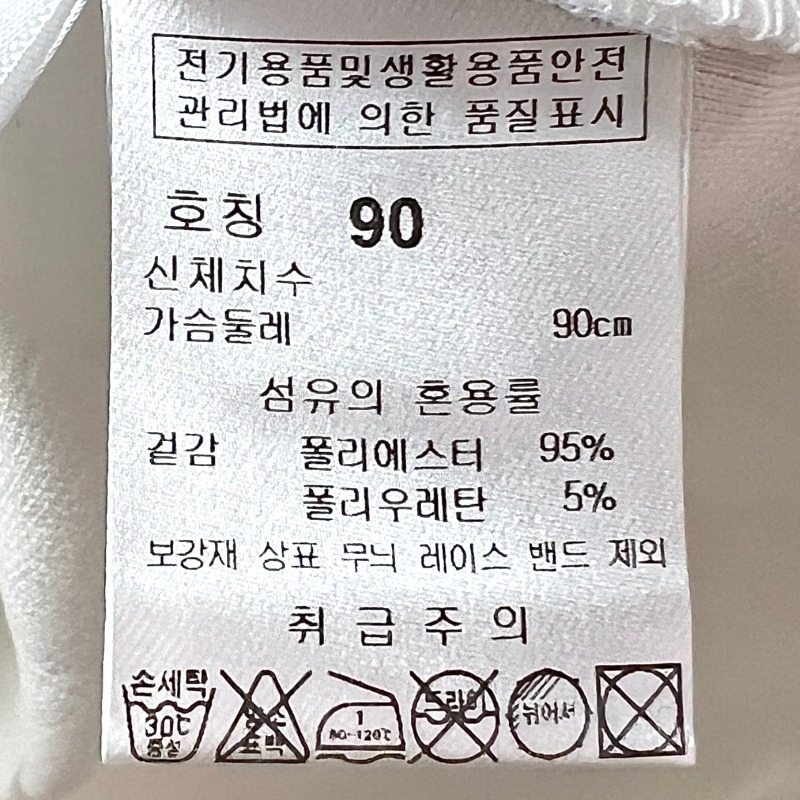 전기용품및생활용품안전
관리법에 의한 품질표시
호칭 90
신체치수
가슴둘레 90cm
섬유의 혼용률
겉감 폴리에스터 95%
폴리우레탄 5%
보강재 상표 무늬 레이스 밴드 제외
취급주의
손세탁
30℃
중성
염소
표백
1
80~120℃
드라이
뉘어서